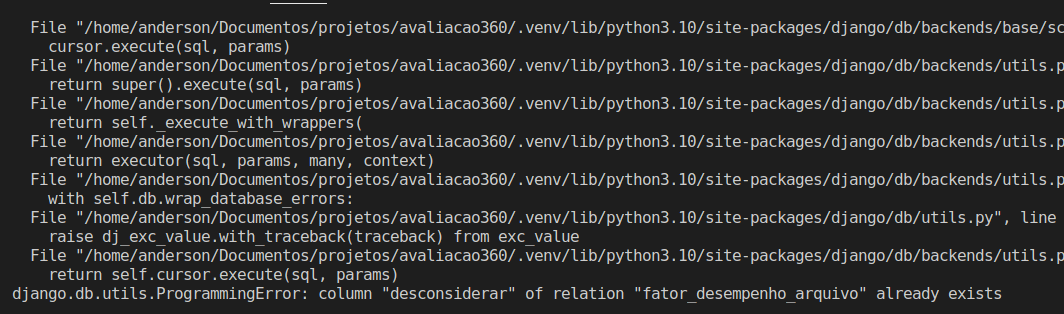 File "/home/anderson/Documentos/projetos/avaliacao360/.venv/lib/python3.10/site-packages/django/db/backends/base/sc
cursor.execute(sql, params)
File "/home/anderson/Documentos/projetos/avaliacao360/.venv/lib/python3.10/site-packages/django/db/backends/utils.p
return super().execute(sql, params)
File "/home/anderson/Documentos/projetos/avaliacao360/.venv/lib/python3.10/site-packages/django/db/backends/utils.p
return self._execute_with_wrappers(
File "/home/anderson/Documentos/projetos/avaliacao360/.venv/lib/python3.10/site-packages/django/db/backends/utils.p
return executor(sql, params, many, context)
File "/home/anderson/Documentos/projetos/avaliacao360/.venv/lib/python3.10/site-packages/django/db/backends/utils.p
with self.db.wrap_database_errors:
File "/home/anderson/Documentos/projetos/avaliacao360/.venv/lib/python3.10/site-packages/django/db/utils.py", line
raise dj_exc_value.with_traceback(traceback) from exc_value
File "/home/anderson/Documentos/projetos/avaliacao360/.venv/lib/python3.10/site-packages/django/db/backends/utils.p
return self.cursor.execute(sql, params)
django.db.utils.ProgrammingError: column "desconsiderar" of relation "fator_desempenho_arquivo" already exists